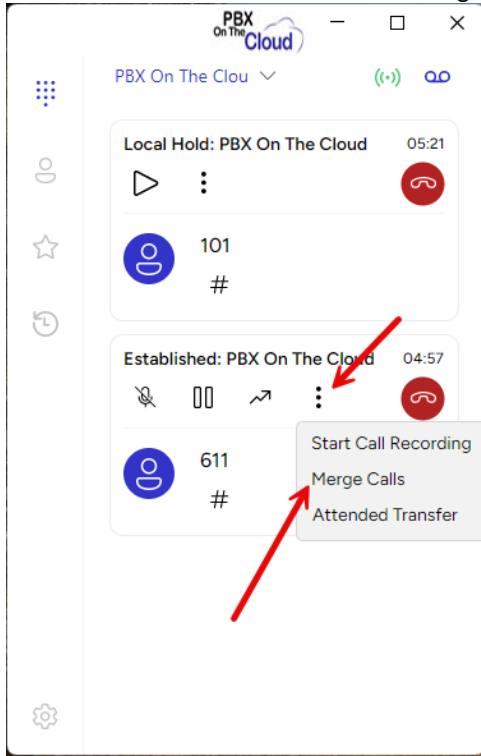 PBX
On The
Cloud
PBX On The Clou
Local Hold: PBX On The Cloud 05:21
101
#
Established: PBX On The Cloud 04:57
611
#
Start Call Recording
Merge Calls
Attended Transfer